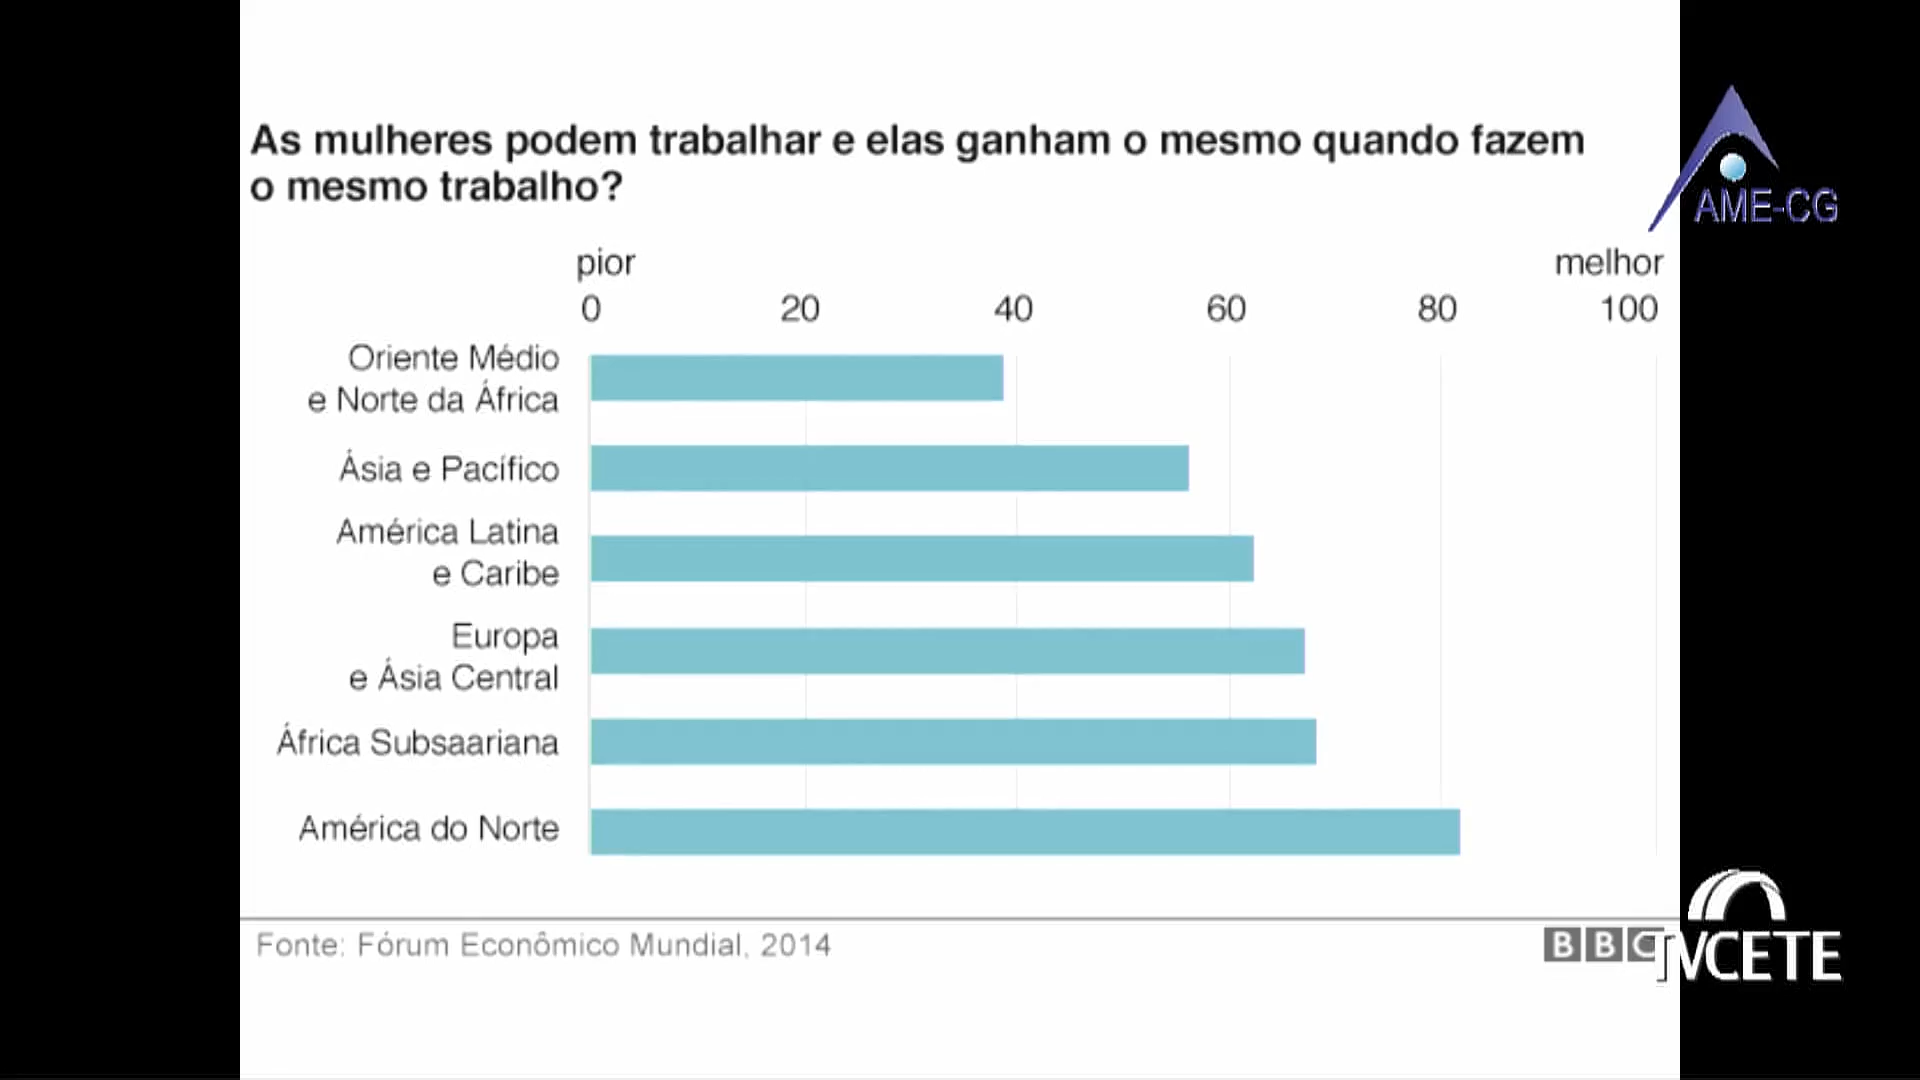 As mulheres podem trabalhar e elas ganham o mesmo quando fazem
o mesmo trabalho?
AME-CG
pior
melhor
0 20 40 60 80 100
Oriente Médio
e Norte da África
Ásia e Pacífico
América Latina
e Caribe
Europa
e Ásia Central
África Subsaariana
América do Norte
Fonte: Fórum Econômico Mundial, 2014
BBC
TVCETE